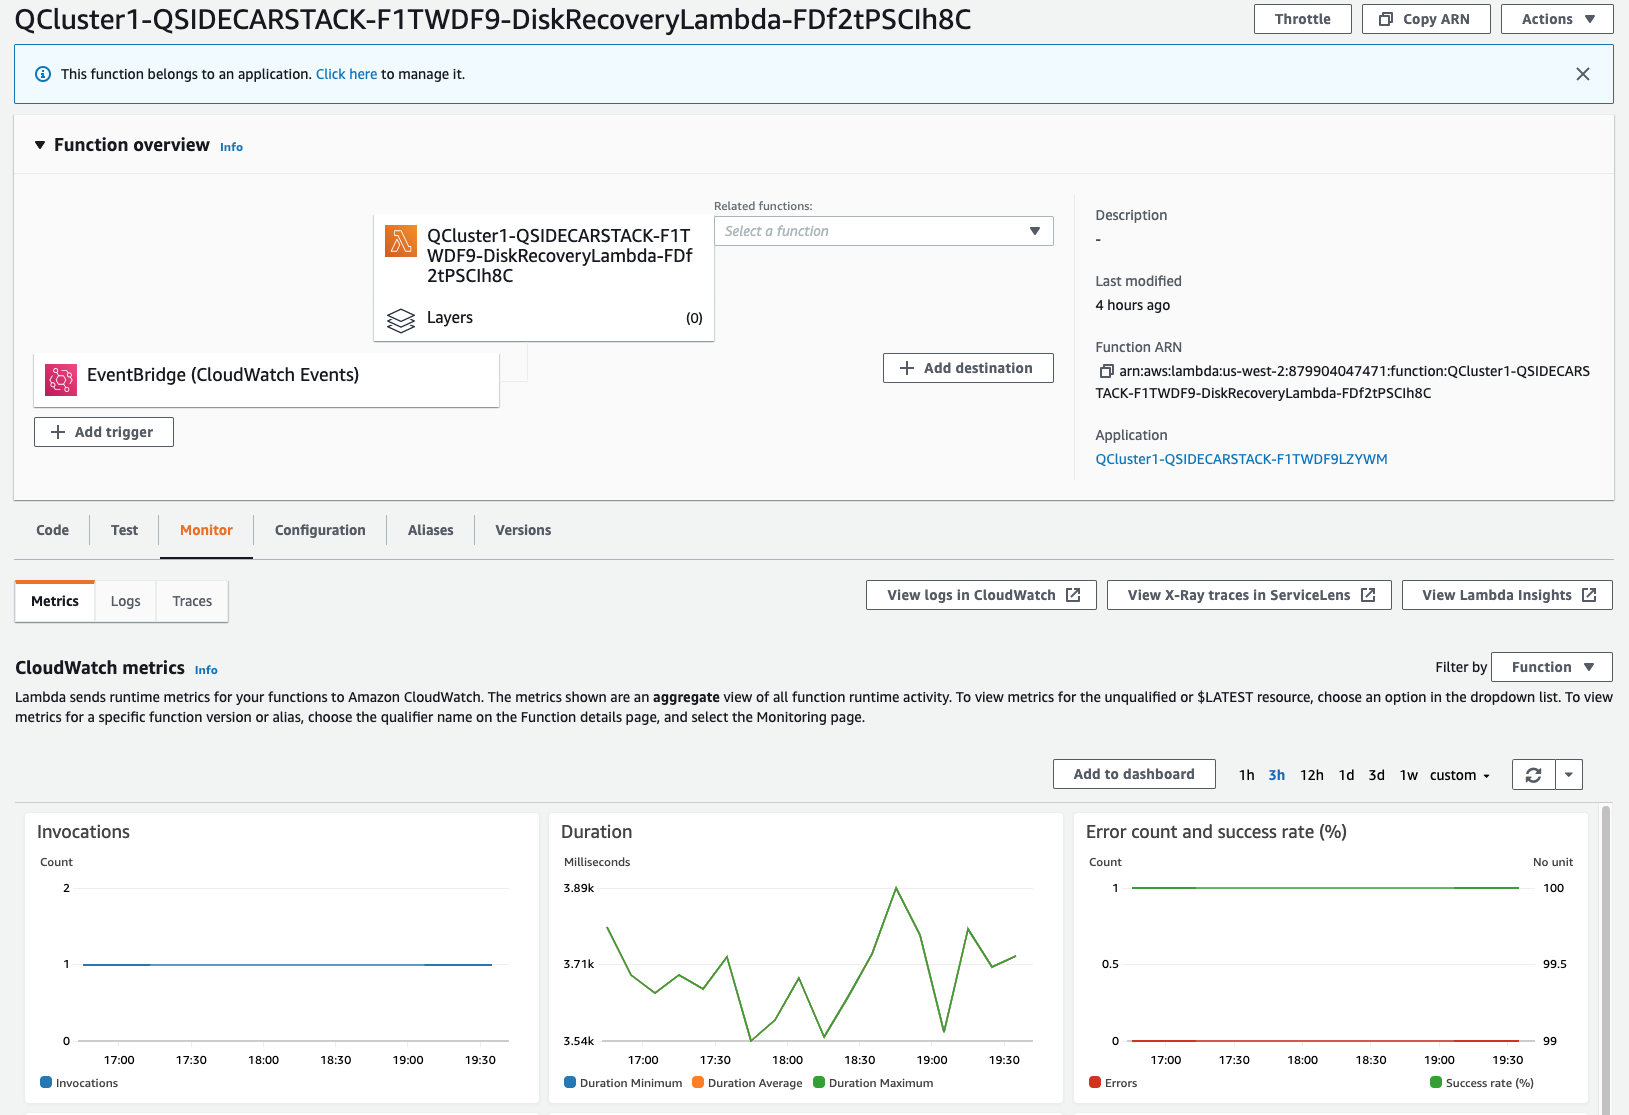 QCluster1-QSIDECARSTACK-F1TWDF9-DiskRecoveryLambda-FDf2tPSCIh8C
Throttle
Copy ARN
Actions
This function belongs to an application. Click here to manage it.
Function overview Info
Related functions:
Select a function
QCluster1-QSIDECARSTACK-F1T
WDF9-DiskRecoveryLambda-FDf
2tPSCIh8C
Layers (0)
EventBridge (CloudWatch Events)
Add trigger
Add destination
Description
-
Last modified
4 hours ago
Function ARN
arn:aws:lambda:us-west-2:879904047471:function:QCluster1-QSIDECARS
TACK-F1TWDF9-DiskRecoveryLambda-FDf2tPSCIh8C
Application
QCluster1-QSIDECARSTACK-F1TWDF9LZYWM
Code Test Monitor Configuration Aliases Versions
Metrics Logs Traces
View logs in CloudWatch
View X-Ray traces in ServiceLens
View Lambda Insights
CloudWatch metrics Info
Filter by Function
Lambda sends runtime metrics for your functions to Amazon CloudWatch. The metrics shown are an aggregate view of all function runtime activity. To view metrics for the unqualified or $LATEST resource, choose an option in the dropdown list. To view
metrics for a specific function version or alias, choose the qualifier name on the Function details page, and select the Monitoring page.
Add to dashboard
1h 3h 12h 1d 3d 1w custom
Invocations
Count
2
1
0
17:00 17:30 18:00 18:30 19:00 19:30
Invocations
Duration
Milliseconds
3.89k
3.71k
3.54k
17:00 17:30 18:00 18:30 19:00 19:30
Duration Minimum Duration Average Duration Maximum
Error count and success rate (%)
Count No unit
1 100
0.5 99.5
0 99
17:00 17:30 18:00 18:30 19:00 19:30
Errors Success rate (%)